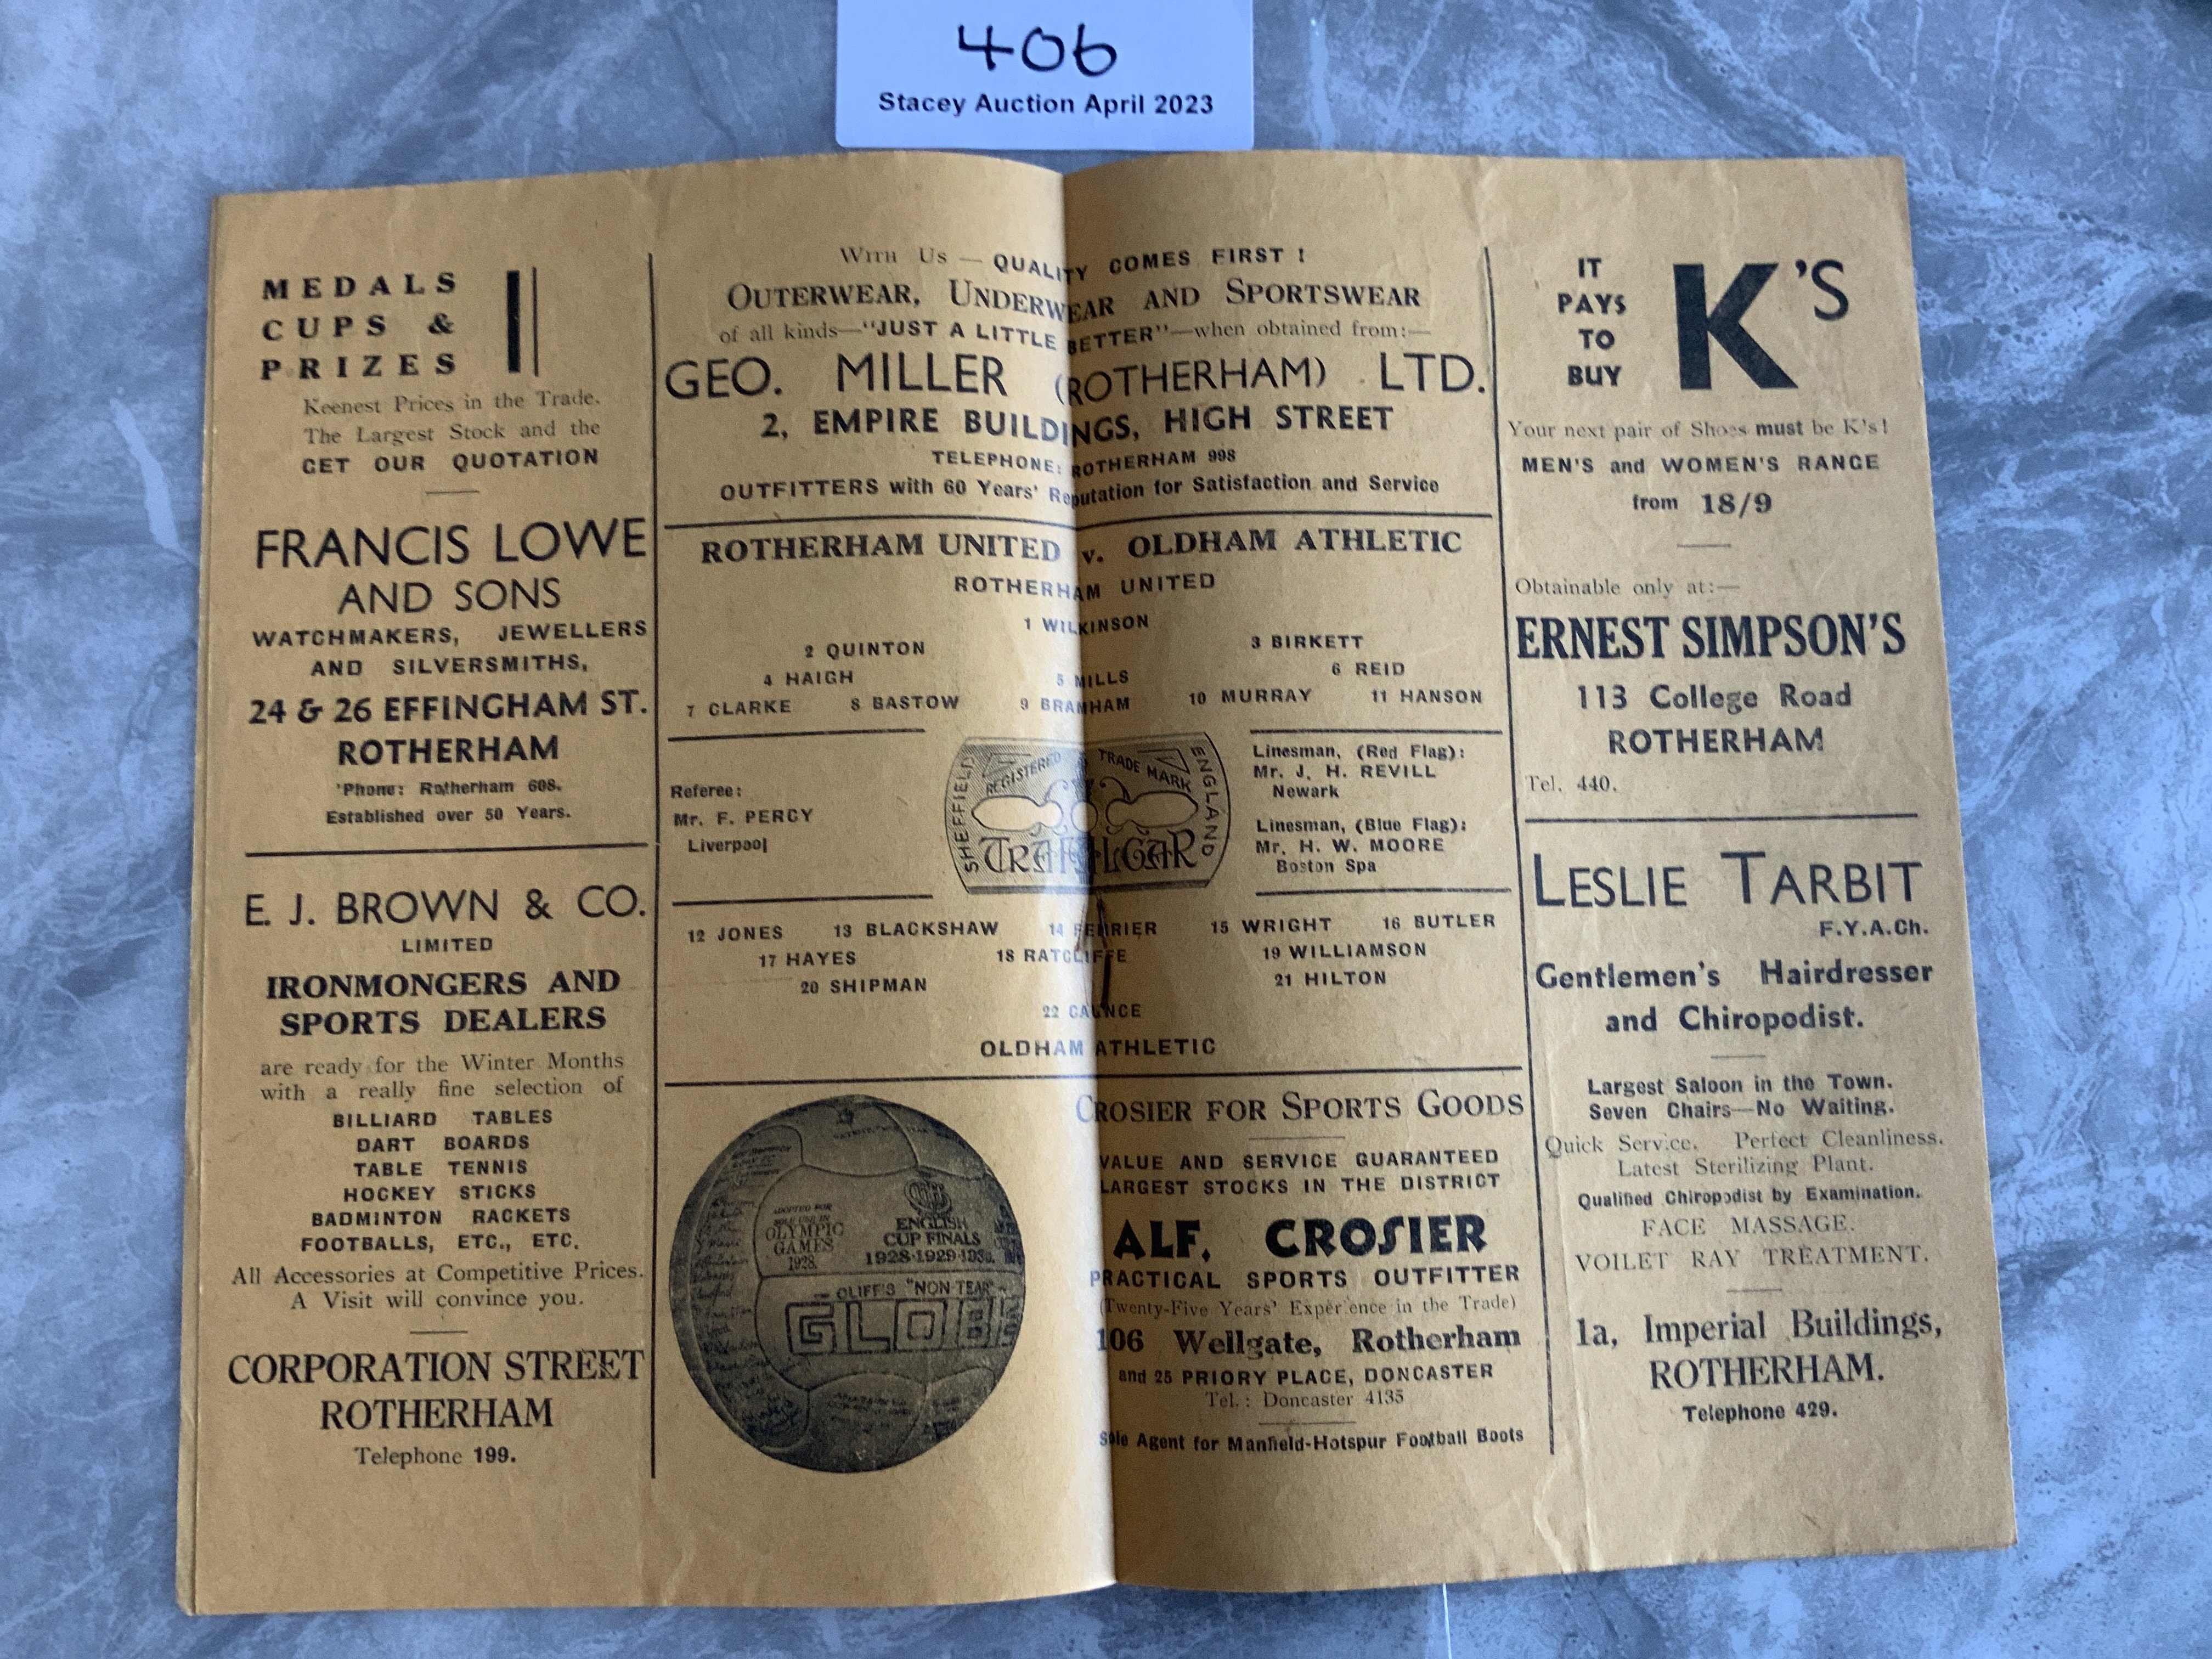 406
Stacey Auction April 2023
MEDALS
CUPS &
PRIZES
Keenest Prices in the Trade.
The Largest Stock and the
GET OUR QUOTATION
FRANCIS LOWE
AND SONS
WATCHMAKERS, JEWELLERS
AND SILVERSMITHS,
24 & 26 EFFINGHAM ST.
ROTHERHAM
'Phone: Rotherham 608.
Established over 50 Years.
E. J. BROWN & CO.
LIMITED
IRONMONGERS AND
SPORTS DEALERS
are ready for the Winter Months
with a really fine selection of
BILLIARD TABLES
DART BOARDS
TABLE TENNIS
HOCKEY STICKS
BADMINTON RACKETS
FOOTBALLS, ETC., ETC.
All Accessories at Competitive Prices.
A Visit will convince you.
CORPORATION STREET
ROTHERHAM
Telephone 199.
With Us — QUALITY COMES FIRST !
OUTERWEAR, UNDERWEAR AND SPORTSWEAR
of all kinds—"JUST A LITTLE BETTER"—when obtained from:—
GEO. MILLER (ROTHERHAM) LTD.
2, EMPIRE BUILDINGS, HIGH STREET
TELEPHONE: ROTHERHAM 998
OUTFITTERS with 60 Years' Reputation for Satisfaction and Service
ROTHERHAM UNITED v. OLDHAM ATHLETIC
ROTHERHAM UNITED
1 WILKINSON
2 QUINTON 3 BIRKETT
4 HAIGH 5 MILLS 6 REID
7 CLARKE 8 BASTOW 9 BRAMHAM 10 MURRAY 11 HANSON
Referee:
Mr. F. PERCY
Liverpool
SHEFFIELD REGISTERED TRADE MARK ENGLAND
TRAFALGAR
Linesman, (Red Flag):
Mr. J. H. REVILL
Newark
Linesman, (Blue Flag):
Mr. H. W. MOORE
Boston Spa
12 JONES 13 BLACKSHAW 14 FERRIER 15 WRIGHT 16 BUTLER
17 HAYES 18 RATCLIFFE 19 WILLIAMSON
20 SHIPMAN 21 HILTON
22 CAUNCE
OLDHAM ATHLETIC
ADOPTED FOR
SOLE USE IN
OLYMPIC
GAMES
1928.
ENGLISH
CUP FINALS
1928·1929·1930.
CLIFF'S "NON-TEAR"
GLOBE
CROSIER FOR SPORTS GOODS
VALUE AND SERVICE GUARANTEED
LARGEST STOCKS IN THE DISTRICT
ALF. CROSIER
PRACTICAL SPORTS OUTFITTER
(Twenty-Five Years' Experience in the Trade)
106 Wellgate, Rotherham
and 25 PRIORY PLACE, DONCASTER
Tel.: Doncaster 4135
Sole Agent for Manfield-Hotspur Football Boots
IT
PAYS
TO
BUY
K'S
Your next pair of Shoes must be K's!
MEN'S and WOMEN'S RANGE
from 18/9
Obtainable only at:—
ERNEST SIMPSON'S
113 College Road
ROTHERHAM
Tel. 440.
LESLIE TARBIT
F.Y.A.Ch.
Gentlemen's Hairdresser
and Chiropodist.
Largest Saloon in the Town.
Seven Chairs—No Waiting.
Quick Service. Perfect Cleanliness.
Latest Sterilizing Plant.
Qualified Chiropodist by Examination.
FACE MASSAGE.
VOILET RAY TREATMENT.
1a, Imperial Buildings,
ROTHERHAM.
Telephone 429.